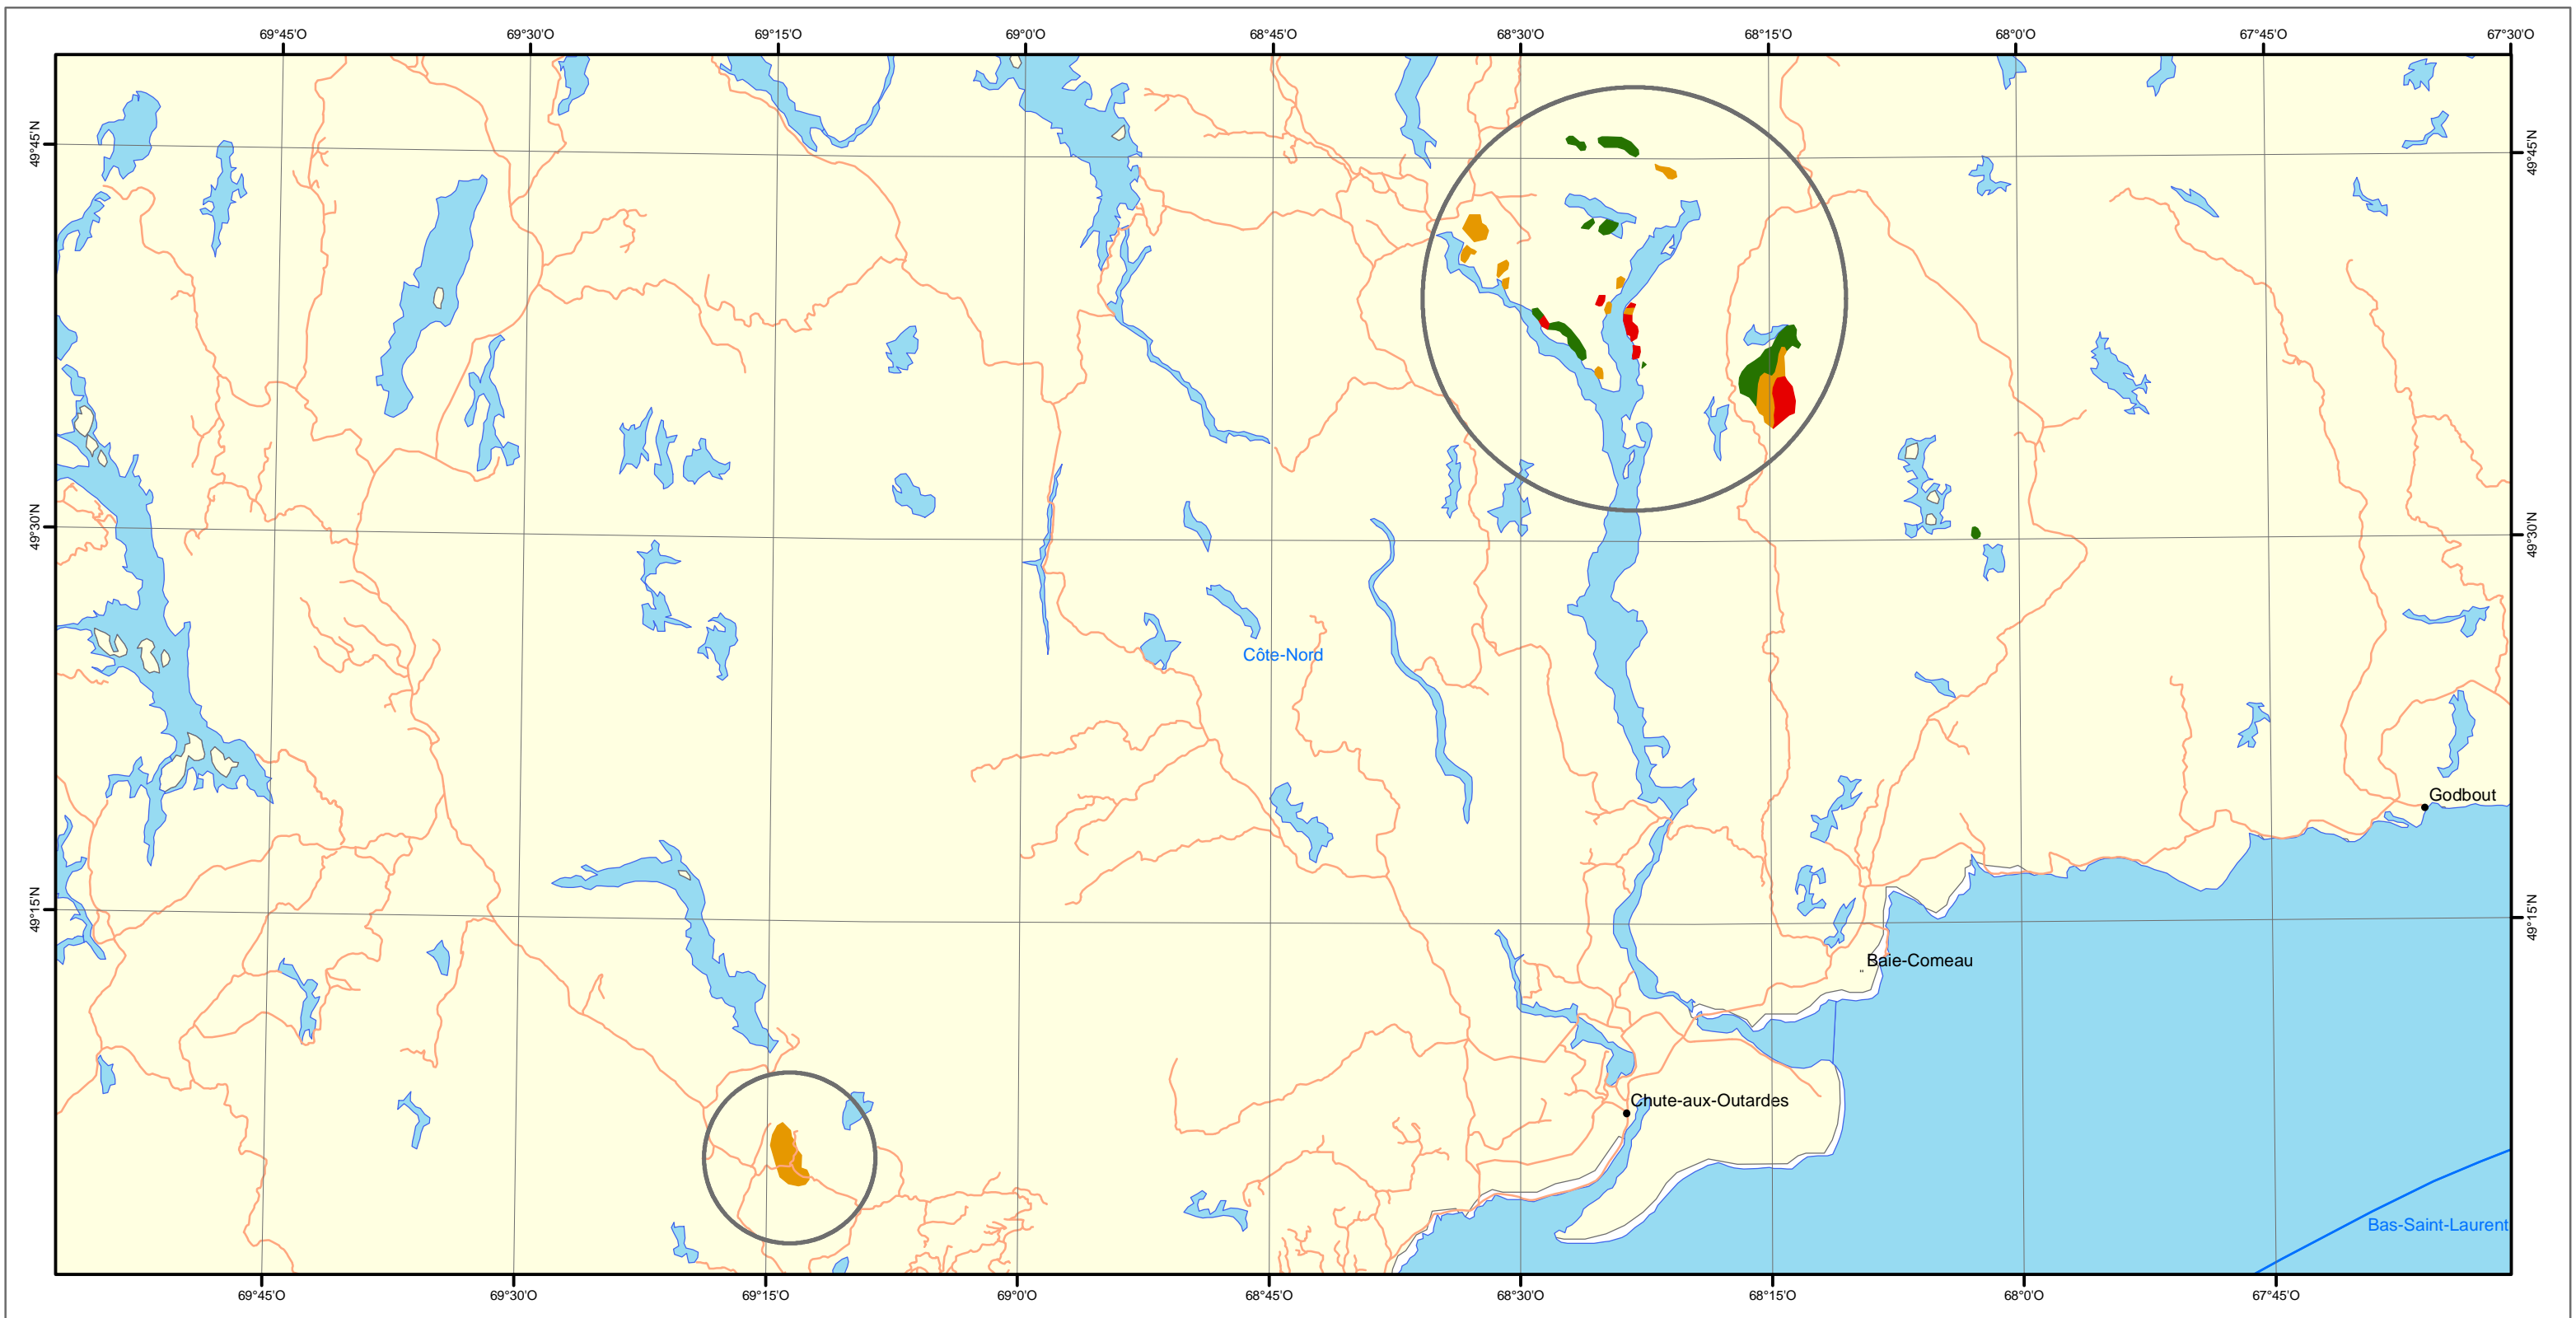 69°45'O 69°30'O 69°15'O 69°0'O 68°45'O 68°30'O 68°15'O 68°0'O 67°45'O 67°30'O
49°45'N 49°45'N
49°30'N 49°30'N
Côte-Nord
Godbout
49°15'N 49°15'N
Baie-Comeau
Chute-aux-Outardes
Bas-Saint-Laurent
69°45'O 69°30'O 69°15'O 69°0'O 68°45'O 68°30'O 68°15'O 68°0'O 67°45'O